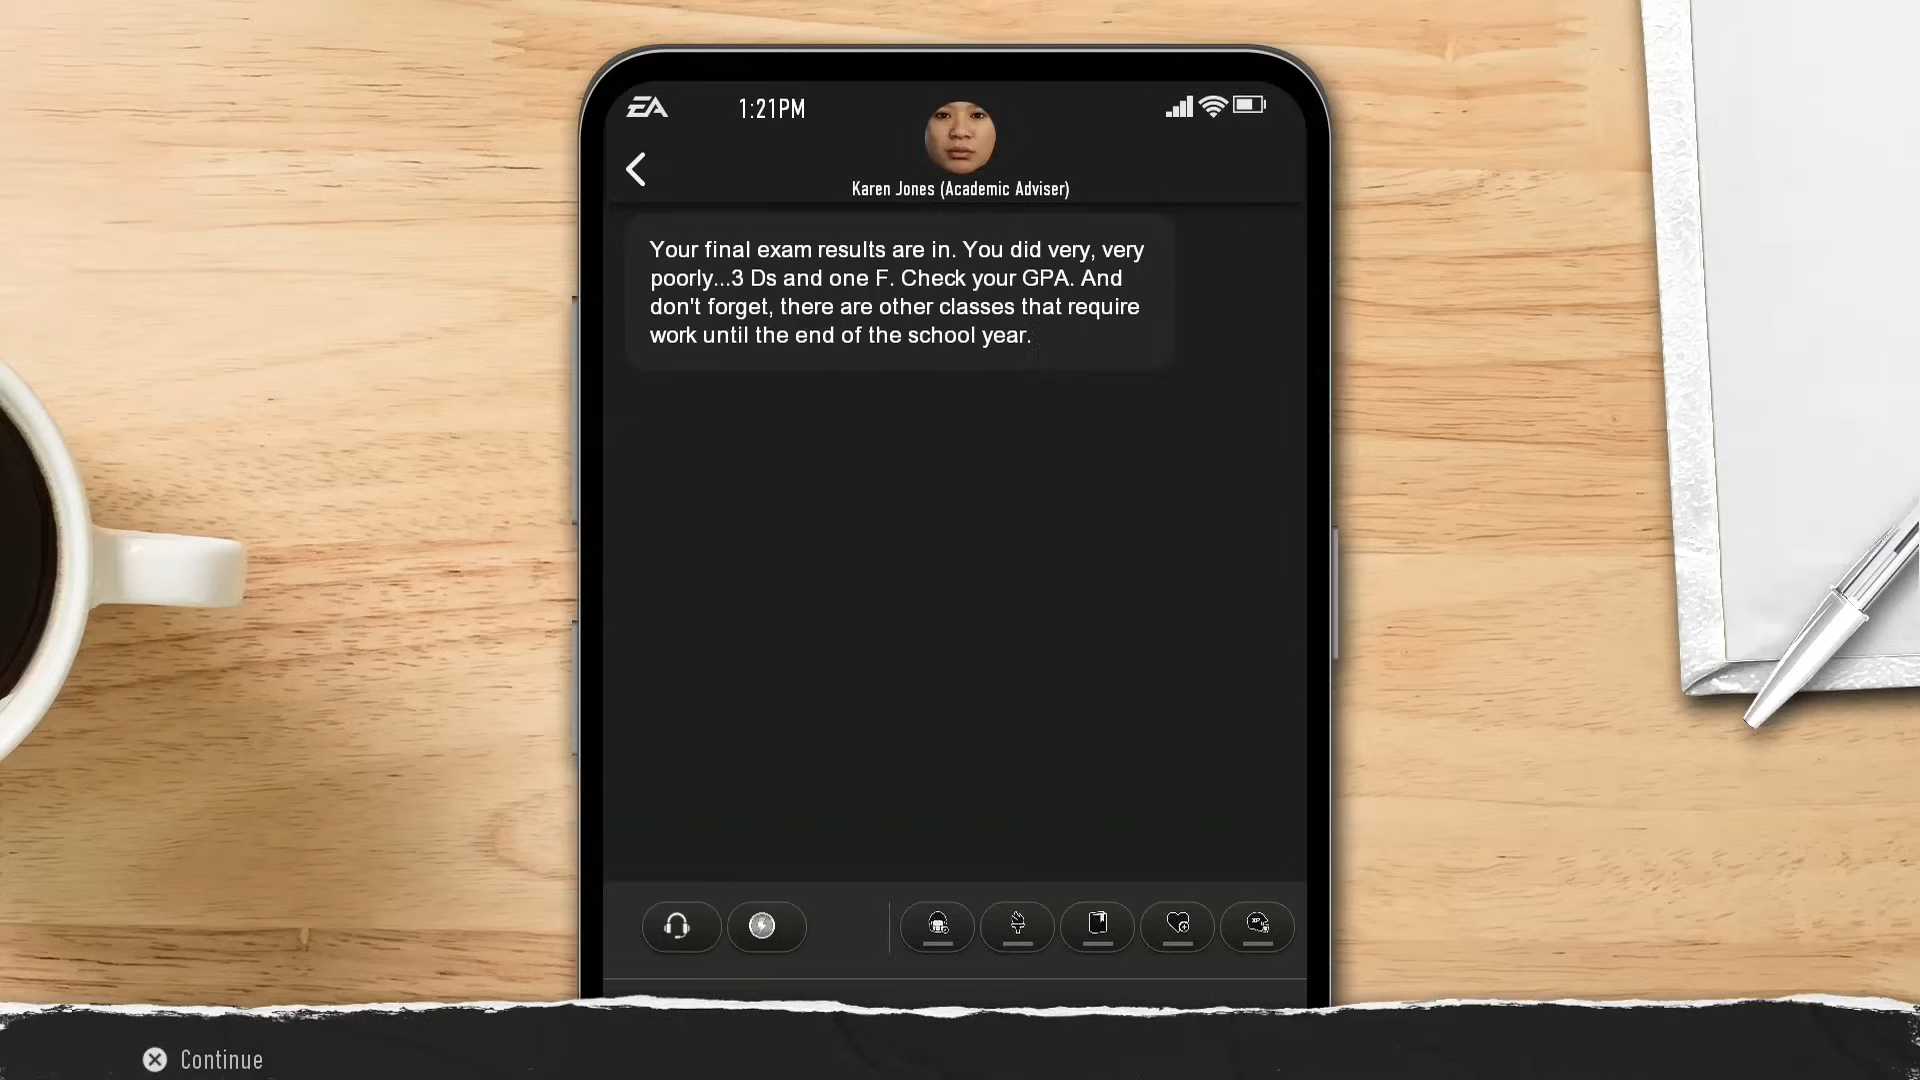 EA
1:21PM
Karen Jones (Academic Adviser)
Your final exam results are in. You did very, very
poorly...3 Ds and one F. Check your GPA. And
don't forget, there are other classes that require
work until the end of the school year.
Continue